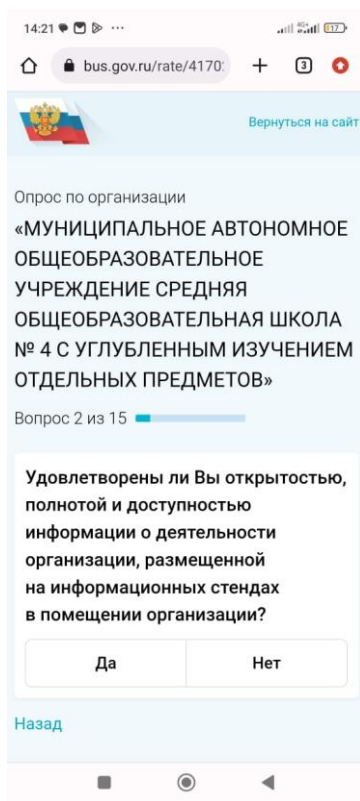 14:21
17
bus.gov.ru/rate/4170
3
Вернуться на сайт
Опрос по организации
«МУНИЦИПАЛЬНОЕ АВТОНОМНОЕ
ОБЩЕОБРАЗОВАТЕЛЬНОЕ
УЧРЕЖДЕНИЕ СРЕДНЯЯ
ОБЩЕОБРАЗОВАТЕЛЬНАЯ ШКОЛА
№ 4 С УГЛУБЛЕННЫМ ИЗУЧЕНИЕМ
ОТДЕЛЬНЫХ ПРЕДМЕТОВ»
Вопрос 2 из 15
Удовлетворены ли Вы открытостью,
полнотой и доступностью
информации о деятельности
организации, размещенной
на информационных стендах
в помещении организации?
Да
Нет
Назад